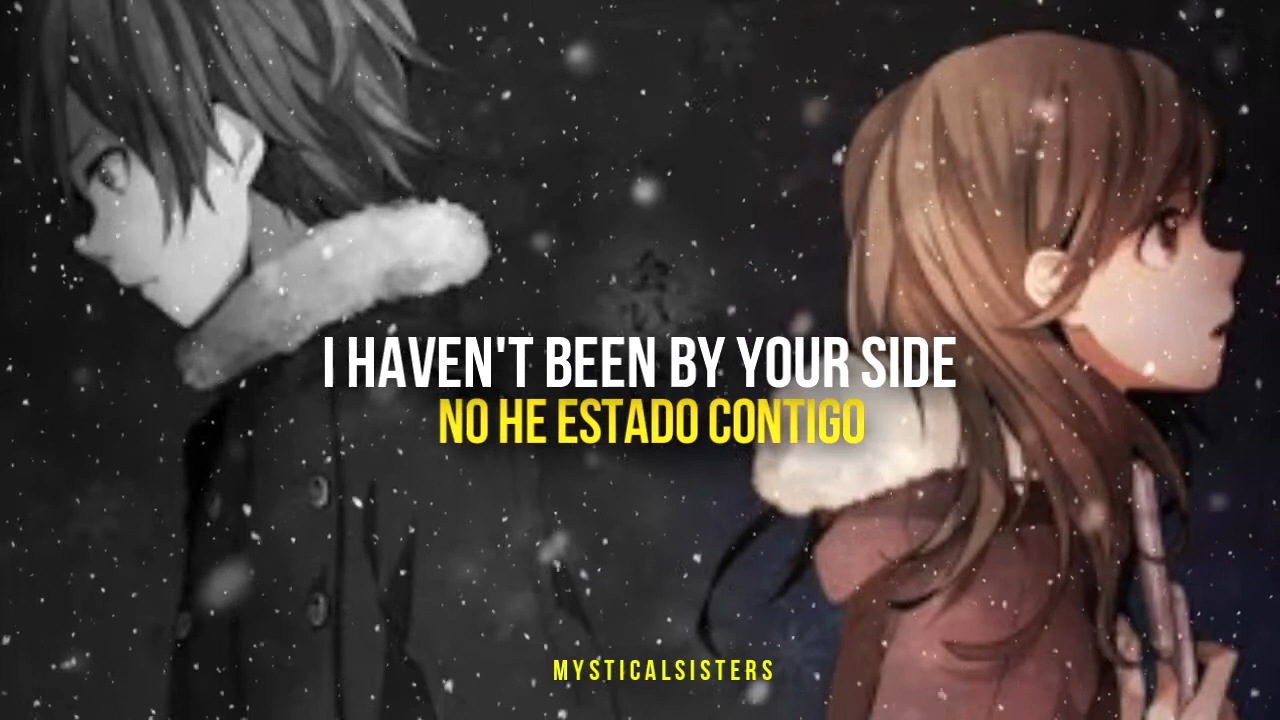 I HAVEN'T BEEN BY YOUR SIDE
NO HE ESTADO CONTIGO
MYSTICALSISTERS